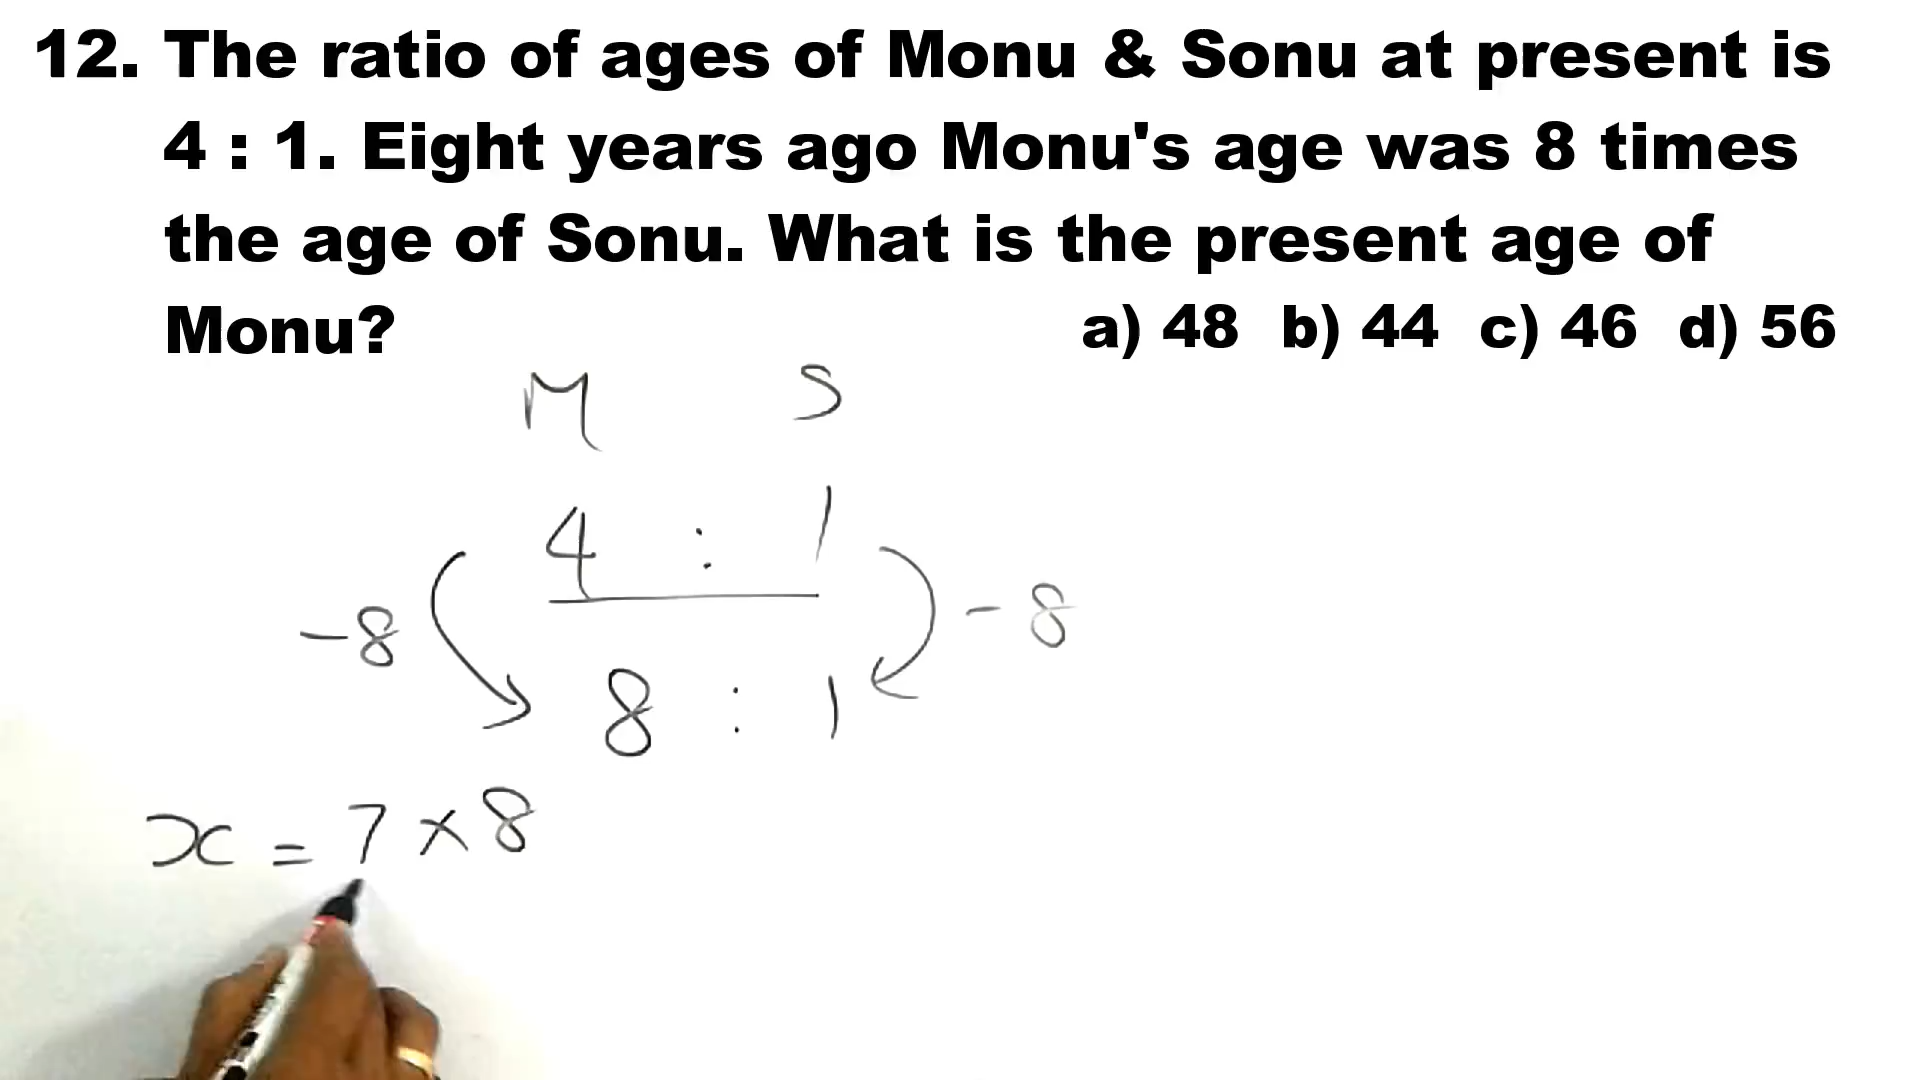 12. The ratio of ages of Monu & Sonu at present is
4 : 1. Eight years ago Monu's age was 8 times
the age of Sonu. What is the present age of
Monu? a) 48 b) 44 c) 46 d) 56
M S
4 : 1
-8 -8
8 : 1
x = 7 × 8